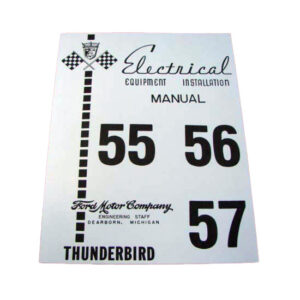 Electrical
EQUIPMENT INSTALLATION
MANUAL
55 56
57
Ford Motor Company
ENGINEERING STAFF
DEARBORN, MICHIGAN
THUNDERBIRD